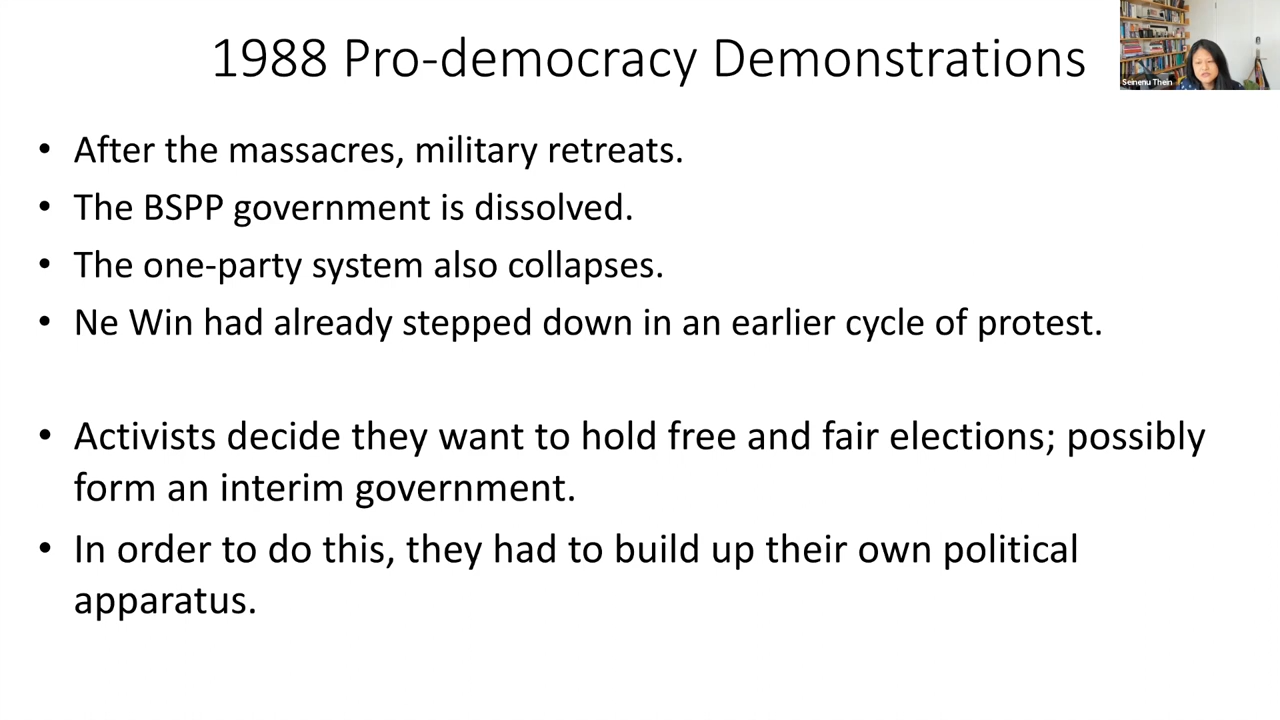 1988 Pro-democracy Demonstrations
Seinenu Thein
• After the massacres, military retreats.
• The BSPP government is dissolved.
• The one-party system also collapses.
• Ne Win had already stepped down in an earlier cycle of protest.
• Activists decide they want to hold free and fair elections; possibly
form an interim government.
• In order to do this, they had to build up their own political
apparatus.